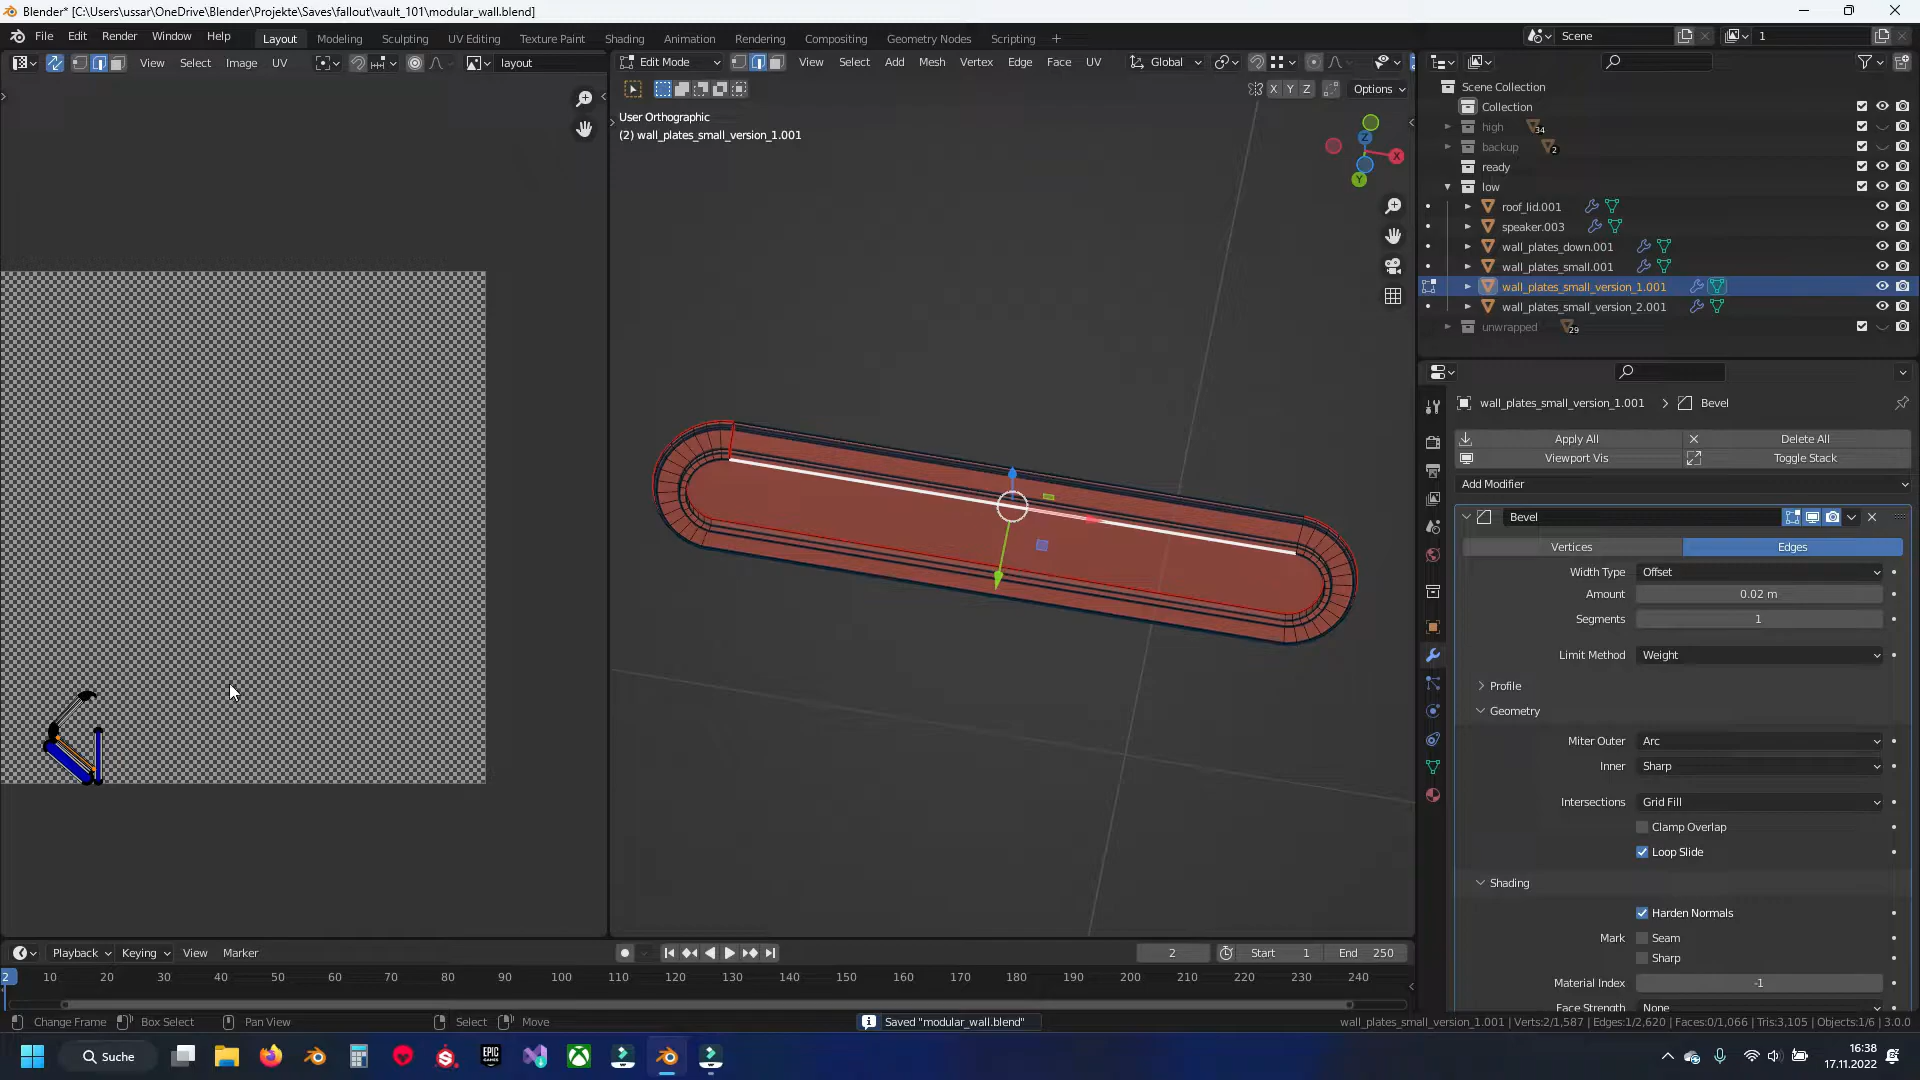 Blender* [C:\Users\ussar\OneDrive\Blender\Projekte\Saves\fallout\vault_101\modular_wall.blend]
File Edit Render Window Help Layout Modeling Sculpting UV Editing Texture Paint Shading Animation Rendering Compositing Geometry Nodes Scripting + Scene 1
View Select Image UV layout
Edit Mode View Select Add Mesh Vertex Edge Face UV Global
X Y Z Options
User Orthographic
(2) wall_plates_small_version_1.001
Z X Y
Scene Collection
Collection
high 34
backup 2
ready
low
roof_lid.001
speaker.003
wall_plates_down.001
wall_plates_small.001
wall_plates_small_version_1.001
wall_plates_small_version_2.001
unwrapped 29
wall_plates_small_version_1.001 > Bevel
Apply All Delete All
Viewport Vis Toggle Stack
Add Modifier
Bevel
Vertices Edges
Width Type Offset
Amount 0.02 m
Segments 1
Limit Method Weight
Profile
Geometry
Miter Outer Arc
Inner Sharp
Intersections Grid Fill
Clamp Overlap
Loop Slide
Shading
Harden Normals
Mark Seam
Sharp
Material Index -1
Face Strength None
Playback Keying View Marker 2 Start 1 End 250
2 10 20 30 40 50 60 70 80 90 100 110 120 130 140 150 160 170 180 190 200 210 220 230 240
Change Frame Box Select Pan View Select Move Saved "modular_wall.blend" wall_plates_small_version_1.001 | Verts:2/1,587 | Edges:1/2,620 | Faces:0/1,066 | Tris:3,105 | Objects:1/6 | 3.0.0
Suche EPIC GAMES 16:38
17.11.2022